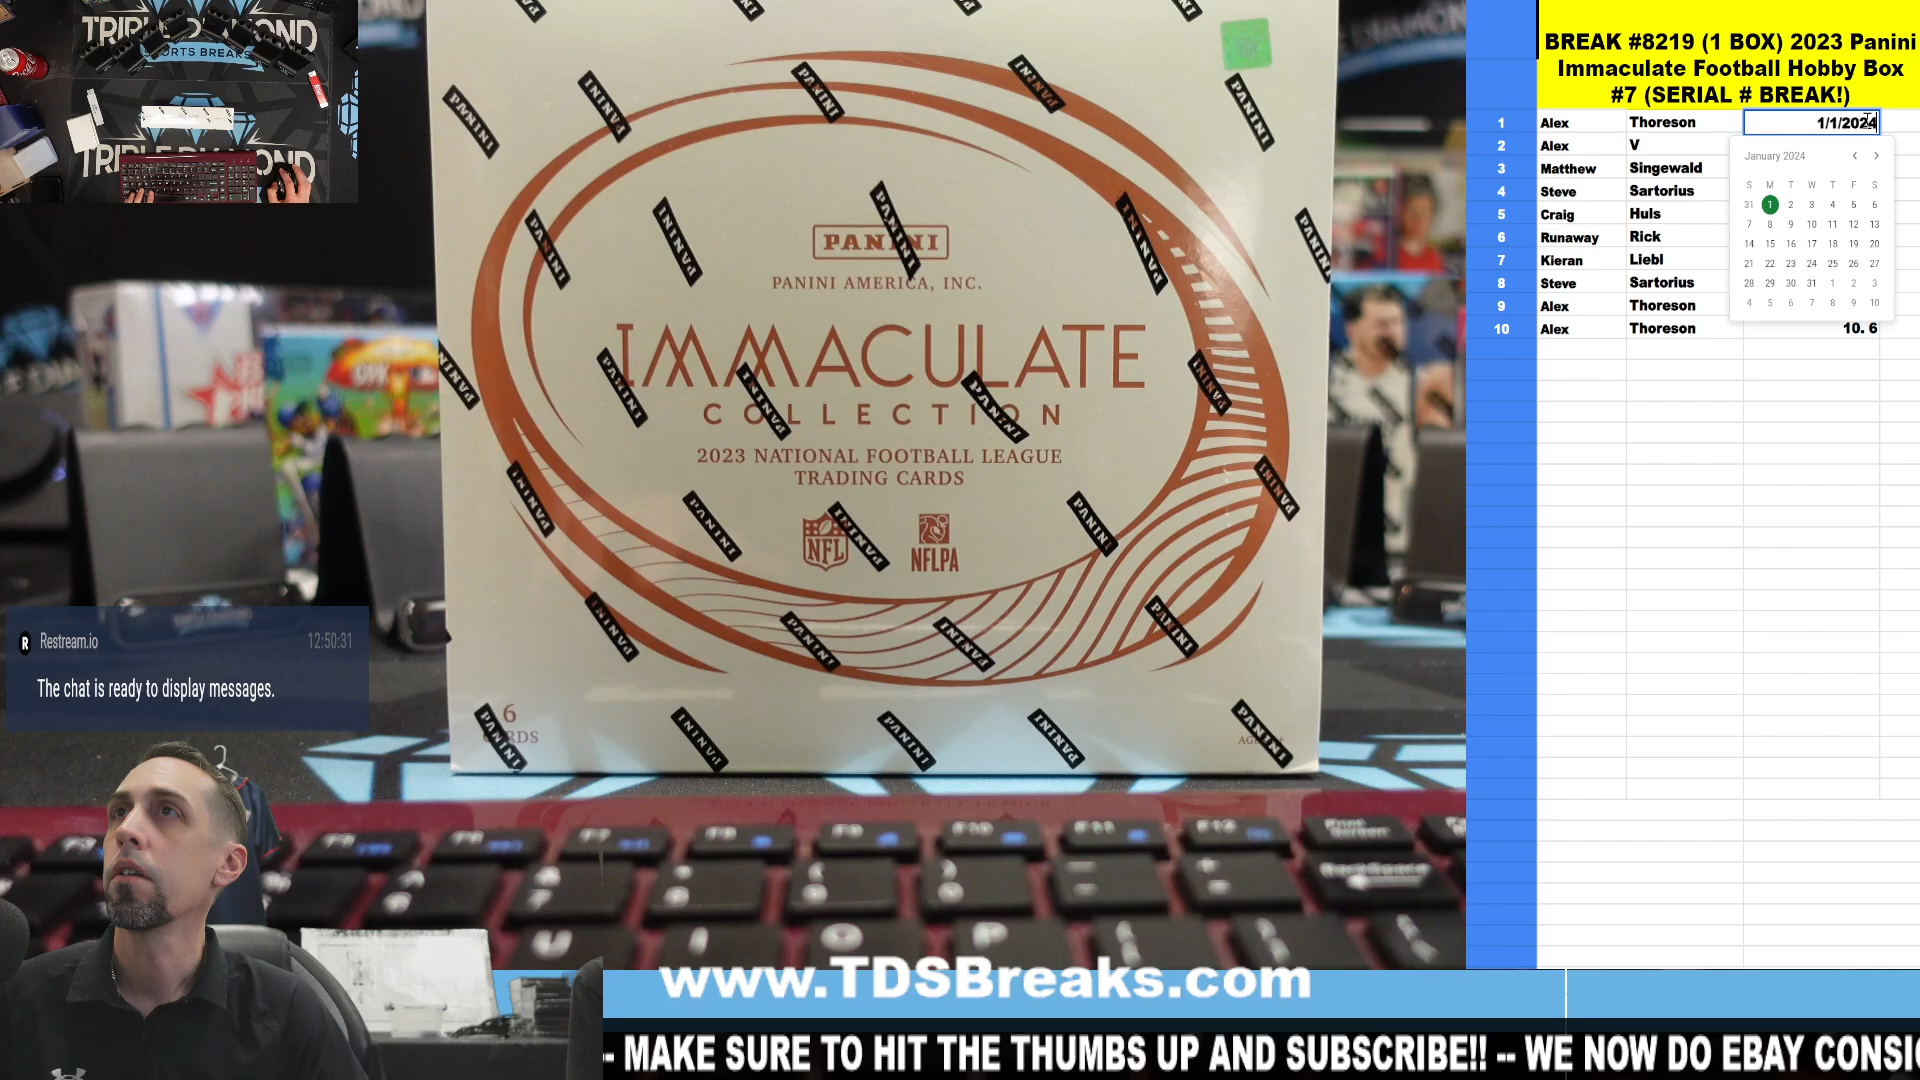 TRIPLE DIAMOND
SPORTS BREAKS
TRIPLE DIAMOND
PANINI
PANINI AMERICA, INC.
IMMACULATE
COLLECTION
2023 NATIONAL FOOTBALL LEAGUE
TRADING CARDS
NFL
NFLPA
6
BREAK #8219 (1 BOX) 2023 Panini
Immaculate Football Hobby Box
#7 (SERIAL # BREAK!)
1 Alex Thoreson 1/1/2024
2 Alex V
3 Matthew Singewald
4 Steve Sartorius
5 Craig Huls
6 Runaway Rick
7 Kieran Liebl
8 Steve Sartorius
9 Alex Thoreson
10 Alex Thoreson 10. 6
January 2024
S M T W T F S
31 1 2 3 4 5 6
7 8 9 10 11 12 13
14 15 16 17 18 19 20
21 22 23 24 25 26 27
28 29 30 31 1 2 3
4 5 6 7 8 9 10
R Restream.io 12:50:31
The chat is ready to display messages.
F9 F10 F11 F12
U I O P
www.TDSBreaks.com
-- MAKE SURE TO HIT THE THUMBS UP AND SUBSCRIBE!! -- WE NOW DO EBAY CONSIG